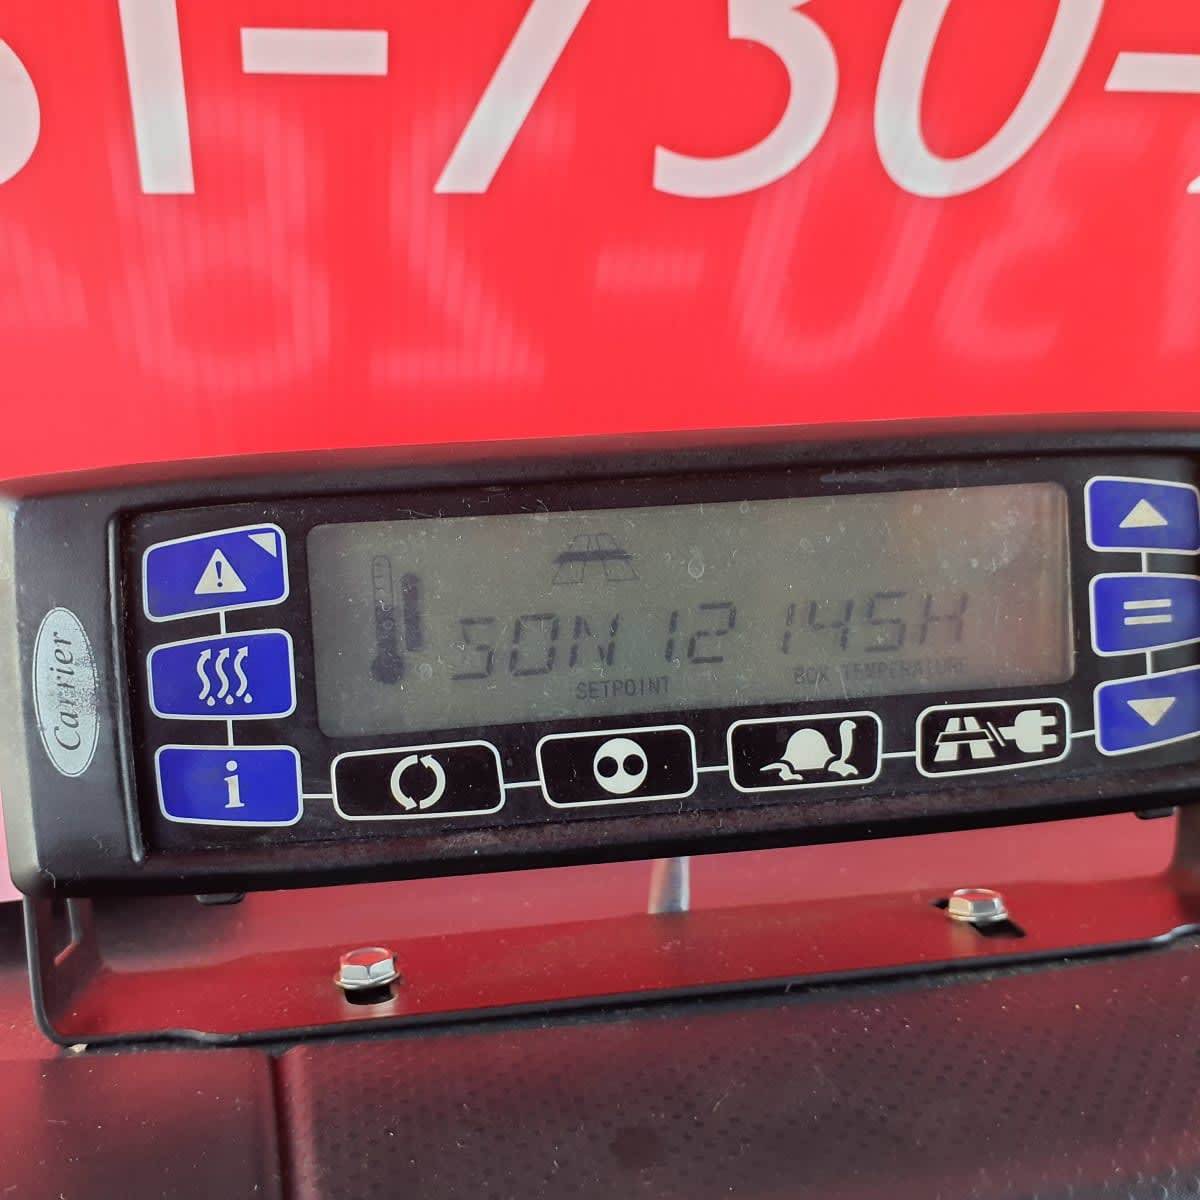 51-730-
Carrier
SON 12 145H
SETPOINT
BOX TEMPERATURE
i